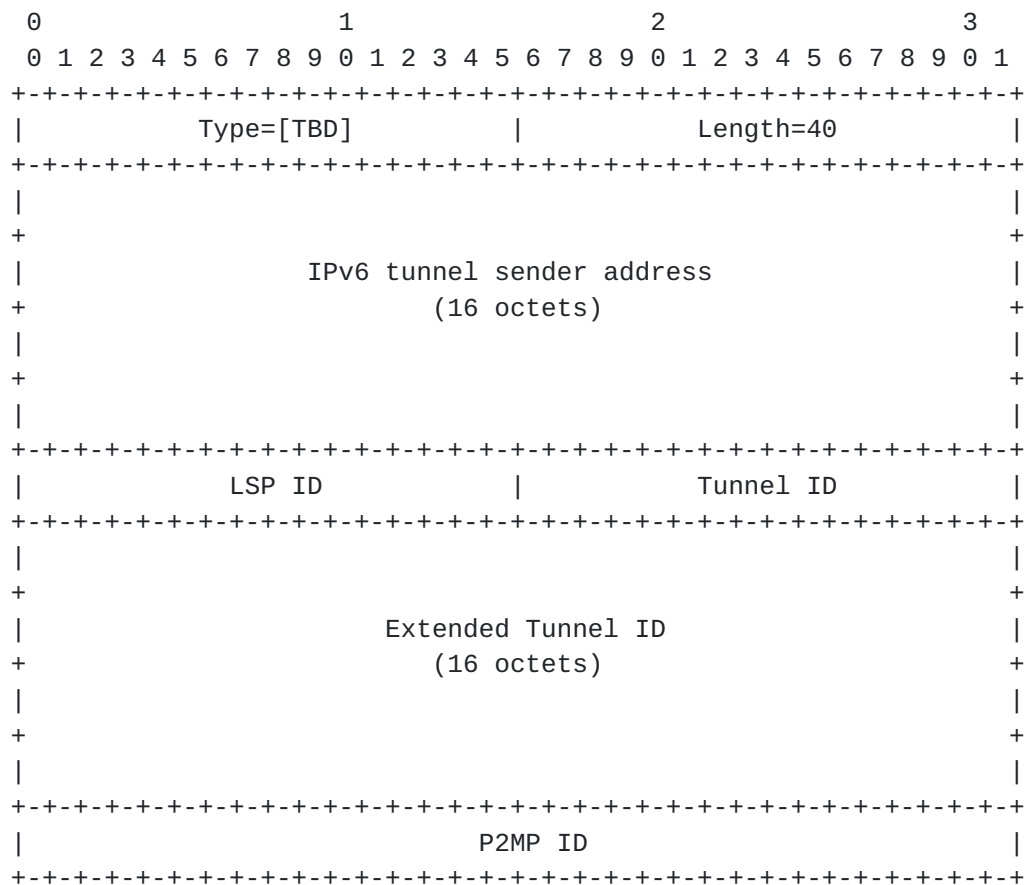 0                   1                   2                   3
 0 1 2 3 4 5 6 7 8 9 0 1 2 3 4 5 6 7 8 9 0 1 2 3 4 5 6 7 8 9 0 1
+-+-+-+-+-+-+-+-+-+-+-+-+-+-+-+-+-+-+-+-+-+-+-+-+-+-+-+-+-+-+-+-+
|           Type=[TBD]          |           Length=40           |
+-+-+-+-+-+-+-+-+-+-+-+-+-+-+-+-+-+-+-+-+-+-+-+-+-+-+-+-+-+-+-+-+
|                                                               |
+                                                               +
|                  IPv6 tunnel sender address                   |
+                          (16 octets)                          +
|                                                               |
+                                                               +
|                                                               |
+-+-+-+-+-+-+-+-+-+-+-+-+-+-+-+-+-+-+-+-+-+-+-+-+-+-+-+-+-+-+-+-+
|             LSP ID            |           Tunnel ID           |
+-+-+-+-+-+-+-+-+-+-+-+-+-+-+-+-+-+-+-+-+-+-+-+-+-+-+-+-+-+-+-+-+
|                                                               |
+                                                               +
|                       Extended Tunnel ID                      |
+                          (16 octets)                          +
|                                                               |
+                                                               +
|                                                               |
+-+-+-+-+-+-+-+-+-+-+-+-+-+-+-+-+-+-+-+-+-+-+-+-+-+-+-+-+-+-+-+-+
|                             P2MP ID                           |
+-+-+-+-+-+-+-+-+-+-+-+-+-+-+-+-+-+-+-+-+-+-+-+-+-+-+-+-+-+-+-+-+